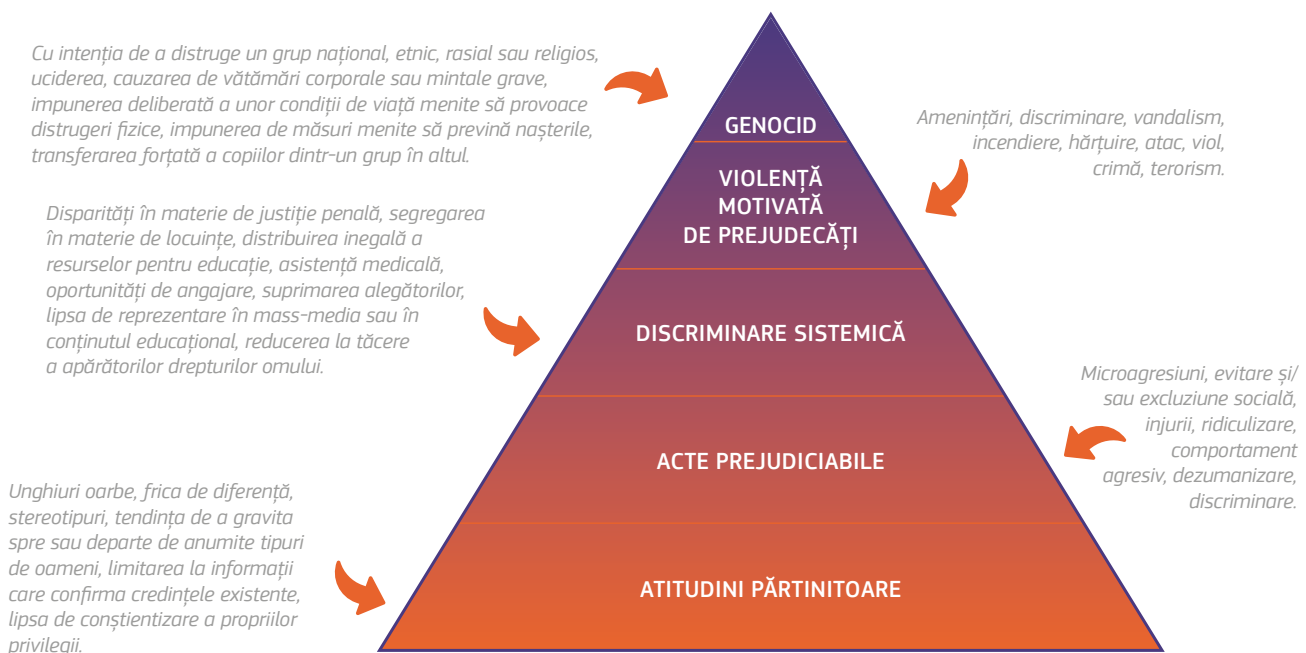 Cu intenția de a distruge un grup național, etnic, rasial sau religios,
uciderea, cauzarea de vătămări corporale sau mintale grave,
impunerea deliberată a unor condiții de viață menite să provoace
distrugeri fizice, impunerea de măsuri menite să prevină nașterile,
transferarea forțată a copiilor dintr-un grup în altul.
GENOCID
Amenințări, discriminare, vandalism,
incendiere, hărțuire, atac, viol,
crimă, terorism.
VIOLENȚĂ
MOTIVATĂ
DE PREJUDECĂȚI
Disparități în materie de justiție penală, segregarea
în materie de locuințe, distribuirea inegală a
resurselor pentru educație, asistență medicală,
oportunități de angajare, suprimarea alegătorilor,
lipsa de reprezentare în mass-media sau în
conținutul educațional, reducerea la tăcere
a apărătorilor drepturilor omului.
DISCRIMINARE SISTEMICĂ
Microagresiuni, evitare și/
sau excluziune socială,
injurii, ridiculizare,
comportament
agresiv, dezumanizare,
discriminare.
ACTE PREJUDICIABILE
Unghiuri oarbe, frica de diferență,
stereotipuri, tendința de a gravita
spre sau departe de anumite tipuri
de oameni, limitarea la informații
care confirma credințele existente,
lipsa de conștientizare a propriilor
privilegii.
ATITUDINI PĂRTINITOARE